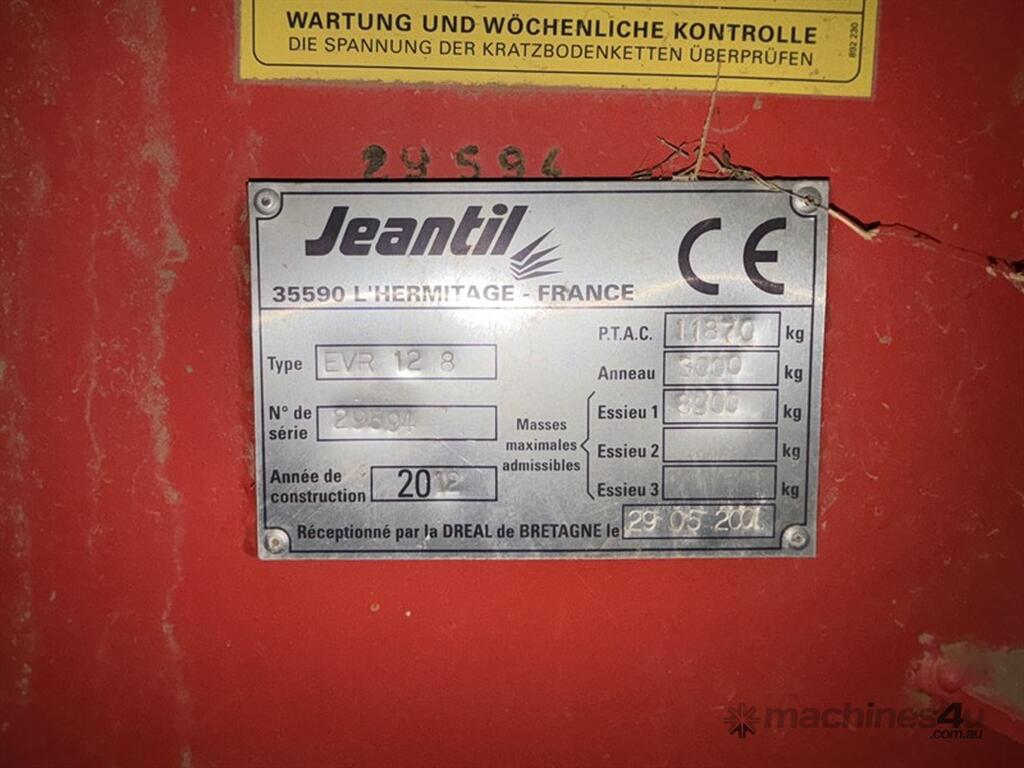 WARTUNG UND WÖCHENLICHE KONTROLLE
DIE SPANNUNG DER KRATZBODENKETTEN ÜBERPRÜFEN
892 230
29594
Jeantil
CE
35590 L'HERMITAGE - FRANCE
Type EVR 12 8
N° de série 29594
Année de construction 2012
P.T.A.C. 11870 kg
Anneau 3000 kg
Masses maximales admissibles
Essieu 1 8900 kg
Essieu 2 kg
Essieu 3 kg
Réceptionné par la DREAL de BRETAGNE le 29 05 2001
machines4u
.com.au